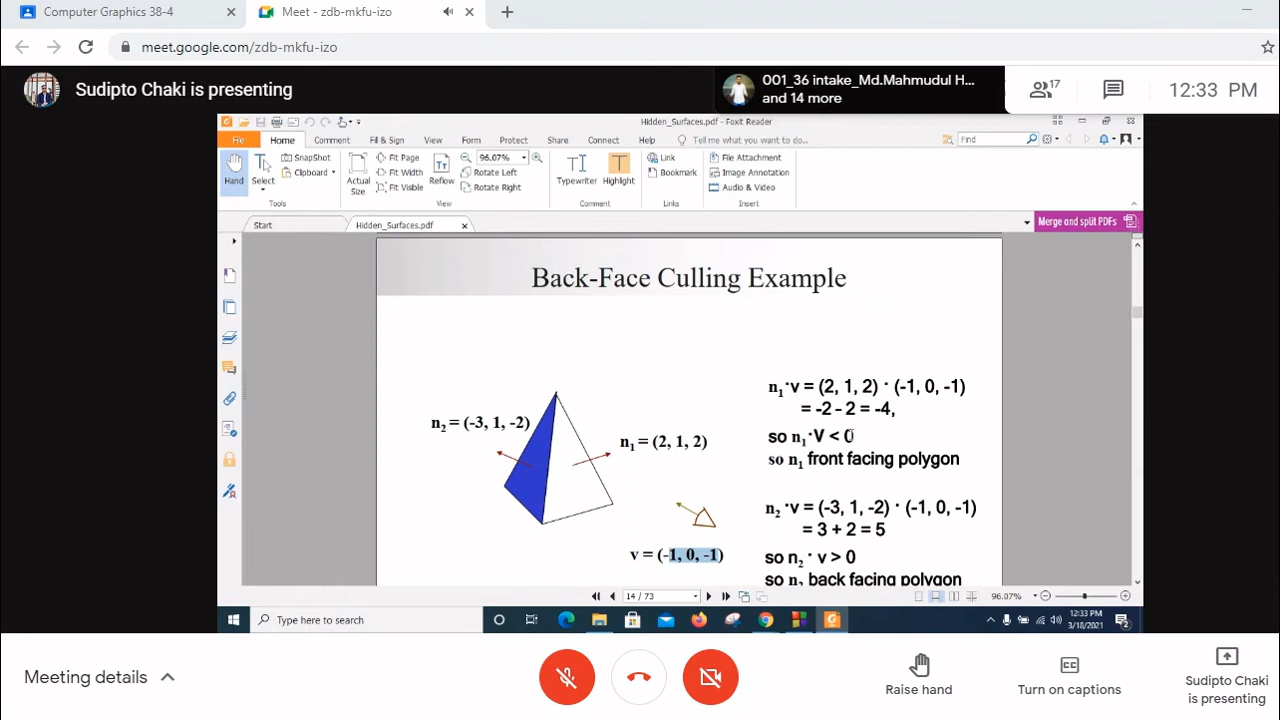 Computer Graphics 38-4
Meet - zdb-mkfu-izo
meet.google.com/zdb-mkfu-izo
Sudipto Chaki is presenting
001_36 intake_Md.Mahmudul H...
and 14 more
17
12:33 PM
Hidden_Surfaces.pdf - Foxit Reader
File Home Comment Fill & Sign View Form Protect Share Connect Help Tell me what you want... Find
Hand
Select
SnapShot
Clipboard
Tools
Actual Size
Fit Page
Fit Width
Fit Visible
Reflow
96.07%
Rotate Left
Rotate Right
View
Typewriter
Highlight
Comment
Link
Bookmark
Links
File Attachment
Image Annotation
Audio & Video
Insert
Start
Hidden_Surfaces.pdf
Merge and split PDFs
Back-Face Culling Example
n2 = (-3, 1, -2)
n1 = (2, 1, 2)
v = (-1, 0, -1)
n1·v = (2, 1, 2) · (-1, 0, -1)
= -2 - 2 = -4,
so n1·V < 0
so n1 front facing polygon
n2 ·v = (-3, 1, -2) · (-1, 0, -1)
= 3 + 2 = 5
so n2 · v > 0
so n2 back facing polygon
14 / 73
96.07%
Type here to search
12:33 PM
3/18/2021
2
Meeting details
Raise hand
Turn on captions
Sudipto Chaki
is presenting